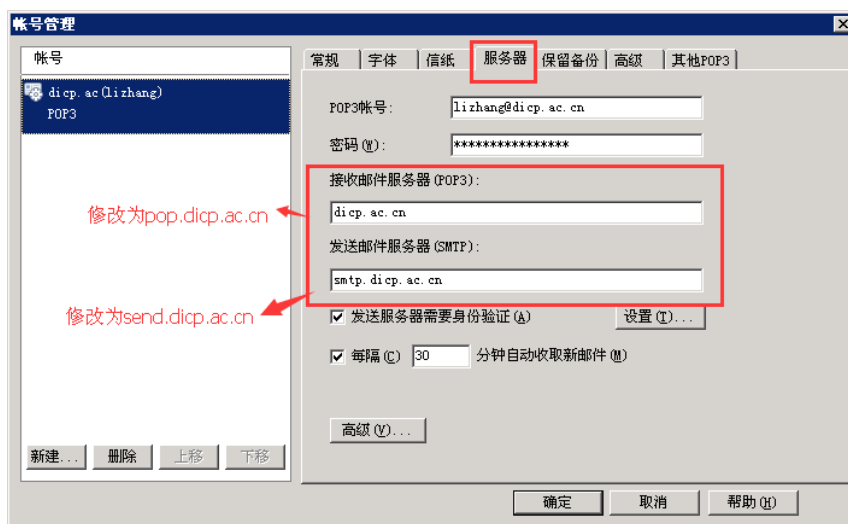 帐号管理
帐号
常规 字体 信纸 服务器 保留备份 高级 其他POP3
dicp.ac(lizhang)
POP3
POP3帐号:
lizhang@dicp.ac.cn
密码(W):
****************
接收邮件服务器(POP3):
修改为pop.dicp.ac.cn
dicp.ac.cn
发送邮件服务器(SMTP):
smtp.dicp.ac.cn
修改为send.dicp.ac.cn
发送服务器需要身份验证(A)
设置(T)...
每隔(C) 30 分钟自动收取新邮件(M)
高级(V)...
新建... 删除 上移 下移
确定 取消 帮助(H)